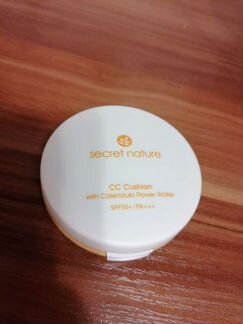 secret nature
CC Cushion
with Calendula Flower Water
SPF50+/PA+++